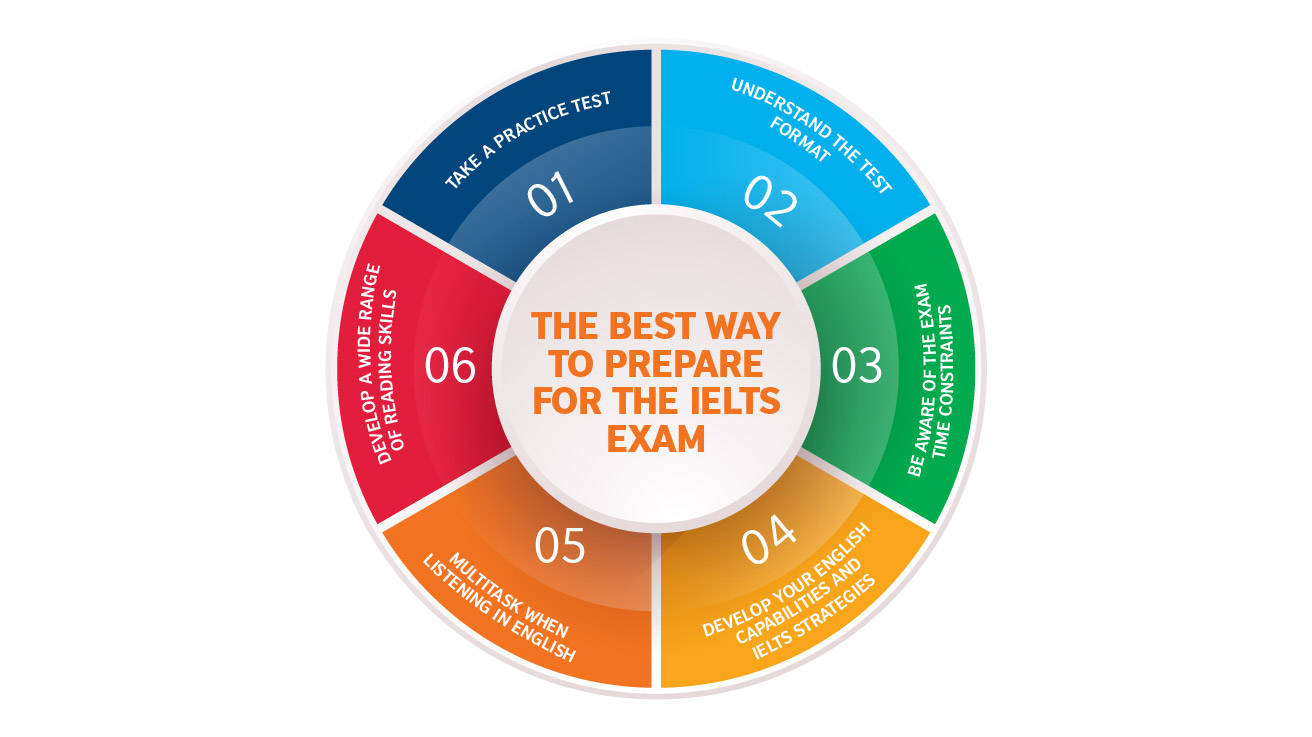 THE BEST WAY
TO PREPARE
FOR THE IELTS
EXAM
TAKE A PRACTICE TEST
01
UNDERSTAND THE TEST
FORMAT
02
BE AWARE OF THE EXAM
TIME CONSTRAINTS
03
DEVELOP YOUR ENGLISH
CAPABILITIES AND
IELTS STRATEGIES
04
MULTITASK WHEN
LISTENING IN ENGLISH
05
DEVELOP A WIDE RANGE
OF READING SKILLS
06